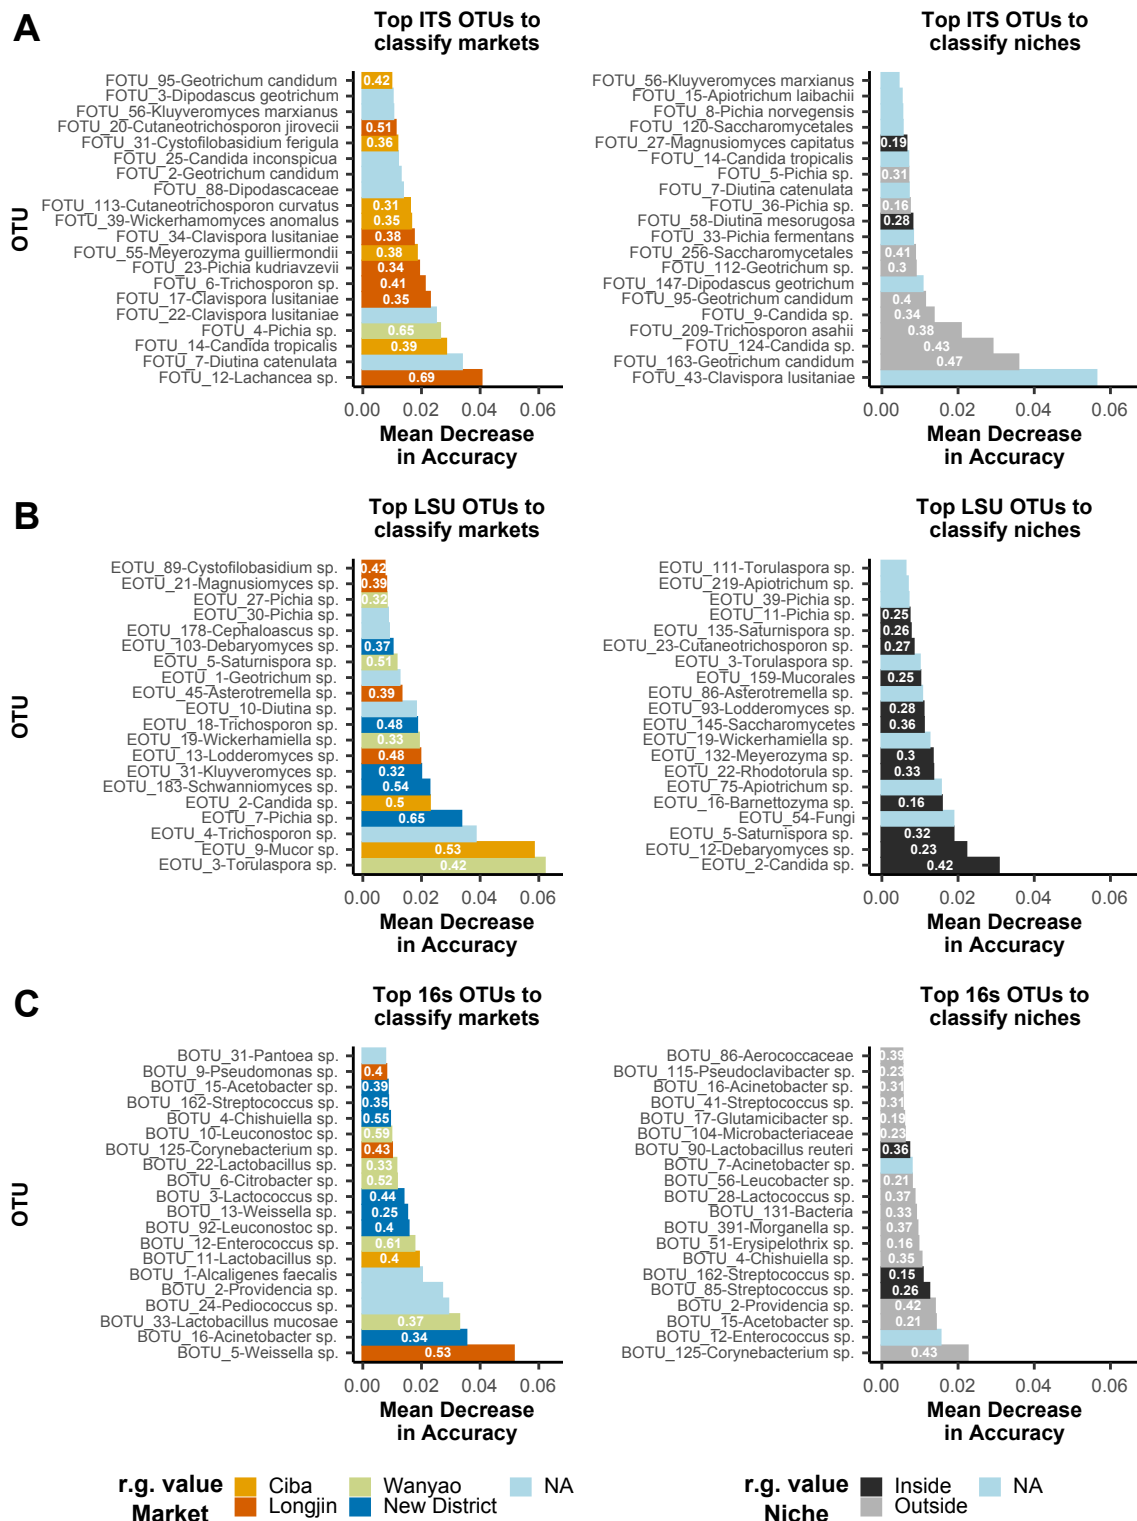 A
Top ITS OTUs to
classify markets
Top ITS OTUs to
classify niches
OTU
FOTU_95-Geotrichum candidum 0.42
FOTU_3-Dipodascus geotrichum
FOTU_56-Kluyveromyces marxianus
FOTU_20-Cutaneotrichosporon jirovecii 0.51
FOTU_31-Cystofilobasidium ferigula 0.36
FOTU_25-Candida inconspicua
FOTU_2-Geotrichum candidum
FOTU_88-Dipodascaceae
FOTU_113-Cutaneotrichosporon curvatus 0.31
FOTU_39-Wickerhamomyces anomalus 0.35
FOTU_34-Clavispora lusitaniae 0.38
FOTU_55-Meyerozyma guilliermondii 0.38
FOTU_23-Pichia kudriavzevii 0.34
FOTU_6-Trichosporon sp. 0.41
FOTU_17-Clavispora lusitaniae 0.35
FOTU_22-Clavispora lusitaniae
FOTU_4-Pichia sp. 0.65
FOTU_14-Candida tropicalis 0.39
FOTU_7-Diutina catenulata
FOTU_12-Lachancea sp. 0.69
0.00 0.02 0.04 0.06
Mean Decrease
in Accuracy
FOTU_56-Kluyveromyces marxianus
FOTU_15-Apiotrichum laibachii
FOTU_8-Pichia norvegensis
FOTU_120-Saccharomycetales
FOTU_27-Magnusiomyces capitatus 0.19
FOTU_14-Candida tropicalis
FOTU_5-Pichia sp. 0.31
FOTU_7-Diutina catenulata
FOTU_36-Pichia sp. 0.16
FOTU_58-Diutina mesorugosa 0.28
FOTU_33-Pichia fermentans
FOTU_256-Saccharomycetales 0.41
FOTU_112-Geotrichum sp. 0.3
FOTU_147-Dipodascus geotrichum
FOTU_95-Geotrichum candidum 0.4
FOTU_9-Candida sp. 0.34
FOTU_209-Trichosporon asahii 0.38
FOTU_124-Candida sp. 0.43
FOTU_163-Geotrichum candidum 0.47
FOTU_43-Clavispora lusitaniae
0.00 0.02 0.04 0.06
Mean Decrease
in Accuracy
B
Top LSU OTUs to
classify markets
Top LSU OTUs to
classify niches
OTU
EOTU_89-Cystofilobasidium sp. 0.42
EOTU_21-Magnusiomyces sp. 0.39
EOTU_27-Pichia sp. 0.32
EOTU_30-Pichia sp.
EOTU_178-Cephaloascus sp.
EOTU_103-Debaryomyces sp. 0.37
EOTU_5-Saturnispora sp. 0.51
EOTU_1-Geotrichum sp.
EOTU_45-Asterotremella sp. 0.39
EOTU_10-Diutina sp.
EOTU_18-Trichosporon sp. 0.48
EOTU_19-Wickerhamiella sp. 0.33
EOTU_13-Lodderomyces sp. 0.48
EOTU_31-Kluyveromyces sp. 0.32
EOTU_183-Schwanniomyces sp. 0.54
EOTU_2-Candida sp. 0.5
EOTU_7-Pichia sp. 0.65
EOTU_4-Trichosporon sp.
EOTU_9-Mucor sp. 0.53
EOTU_3-Torulaspora sp. 0.42
0.00 0.02 0.04 0.06
Mean Decrease
in Accuracy
EOTU_111-Torulaspora sp.
EOTU_219-Apiotrichum sp.
EOTU_39-Pichia sp.
EOTU_11-Pichia sp. 0.25
EOTU_135-Saturnispora sp. 0.26
EOTU_23-Cutaneotrichosporon sp. 0.27
EOTU_3-Torulaspora sp.
EOTU_159-Mucorales 0.25
EOTU_86-Asterotremella sp.
EOTU_93-Lodderomyces sp. 0.28
EOTU_145-Saccharomycetes 0.36
EOTU_19-Wickerhamiella sp.
EOTU_132-Meyerozyma sp. 0.3
EOTU_22-Rhodotorula sp. 0.33
EOTU_75-Apiotrichum sp.
EOTU_16-Barnettozyma sp. 0.16
EOTU_54-Fungi
EOTU_5-Saturnispora sp. 0.32
EOTU_12-Debaryomyces sp. 0.23
EOTU_2-Candida sp. 0.42
0.00 0.02 0.04 0.06
Mean Decrease
in Accuracy
C
Top 16s OTUs to
classify markets
Top 16s OTUs to
classify niches
OTU
BOTU_31-Pantoea sp.
BOTU_9-Pseudomonas sp. 0.4
BOTU_15-Acetobacter sp. 0.39
BOTU_162-Streptococcus sp. 0.35
BOTU_4-Chishuiella sp. 0.55
BOTU_10-Leuconostoc sp. 0.59
BOTU_125-Corynebacterium sp. 0.43
BOTU_22-Lactobacillus sp. 0.33
BOTU_6-Citrobacter sp. 0.52
BOTU_3-Lactococcus sp. 0.44
BOTU_13-Weissella sp. 0.25
BOTU_92-Leuconostoc sp. 0.4
BOTU_12-Enterococcus sp. 0.61
BOTU_11-Lactobacillus sp. 0.4
BOTU_1-Alcaligenes faecalis
BOTU_2-Providencia sp.
BOTU_24-Pediococcus sp.
BOTU_33-Lactobacillus mucosae 0.37
BOTU_16-Acinetobacter sp. 0.34
BOTU_5-Weissella sp. 0.53
0.00 0.02 0.04 0.06
Mean Decrease
in Accuracy
BOTU_86-Aerococcaceae 0.39
BOTU_115-Pseudoclavibacter sp. 0.23
BOTU_16-Acinetobacter sp. 0.31
BOTU_41-Streptococcus sp. 0.31
BOTU_17-Glutamicibacter sp. 0.19
BOTU_104-Microbacteriaceae 0.23
BOTU_90-Lactobacillus reuteri 0.36
BOTU_7-Acinetobacter sp.
BOTU_56-Leucobacter sp. 0.21
BOTU_28-Lactococcus sp. 0.37
BOTU_131-Bacteria 0.33
BOTU_391-Morganella sp. 0.37
BOTU_51-Erysipelothrix sp. 0.16
BOTU_4-Chishuiella sp. 0.35
BOTU_162-Streptococcus sp. 0.15
BOTU_85-Streptococcus sp. 0.26
BOTU_2-Providencia sp. 0.42
BOTU_15-Acetobacter sp. 0.21
BOTU_12-Enterococcus sp.
BOTU_125-Corynebacterium sp. 0.43
0.00 0.02 0.04 0.06
Mean Decrease
in Accuracy
r.g. value
Market
Ciba Wanyao NA
Longjin New District
r.g. value
Niche
Inside NA
Outside